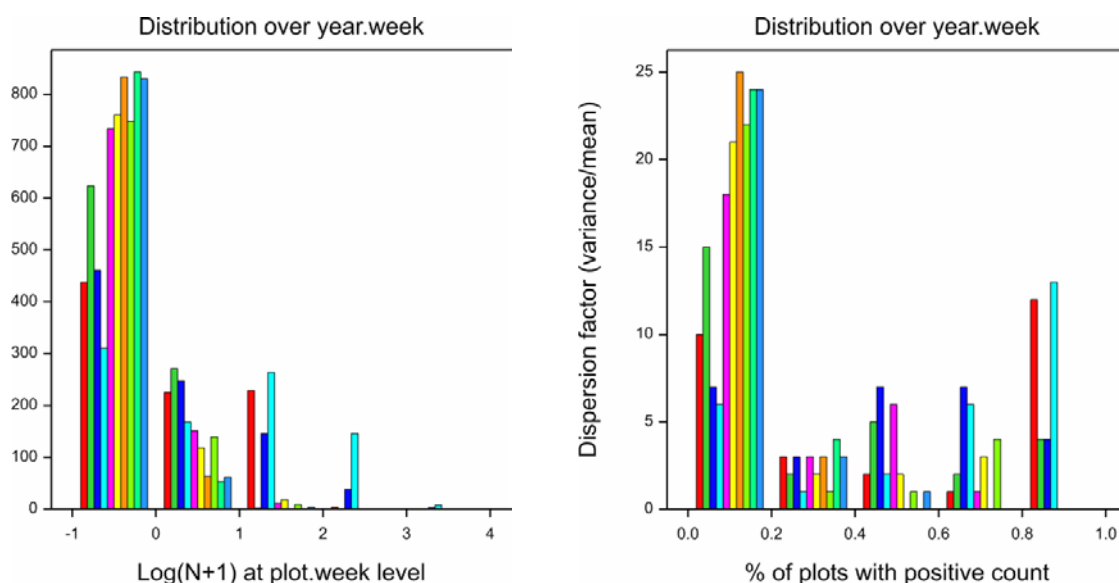 Distribution over year.week
800
700
600
500
400
300
200
100
0
-1 0 1 2 3 4
Log(N+1) at plot.week level
Distribution over year.week
Dispersion factor (variance/mean)
25
20
15
10
5
0
0.0 0.2 0.4 0.6 0.8 1.0
% of plots with positive count